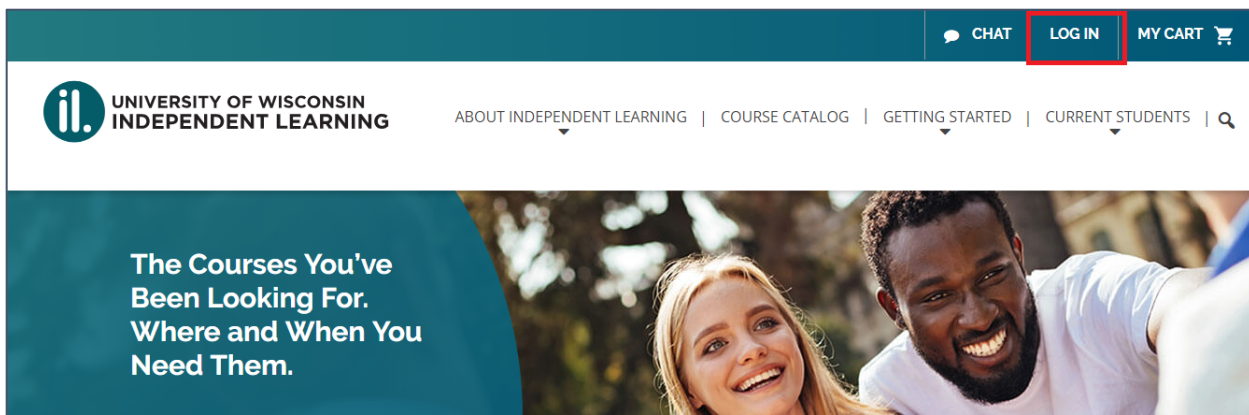 CHAT LOG IN MY CART
il. UNIVERSITY OF WISCONSIN
INDEPENDENT LEARNING
ABOUT INDEPENDENT LEARNING | COURSE CATALOG | GETTING STARTED | CURRENT STUDENTS |
The Courses You’ve
Been Looking For.
Where and When You
Need Them.